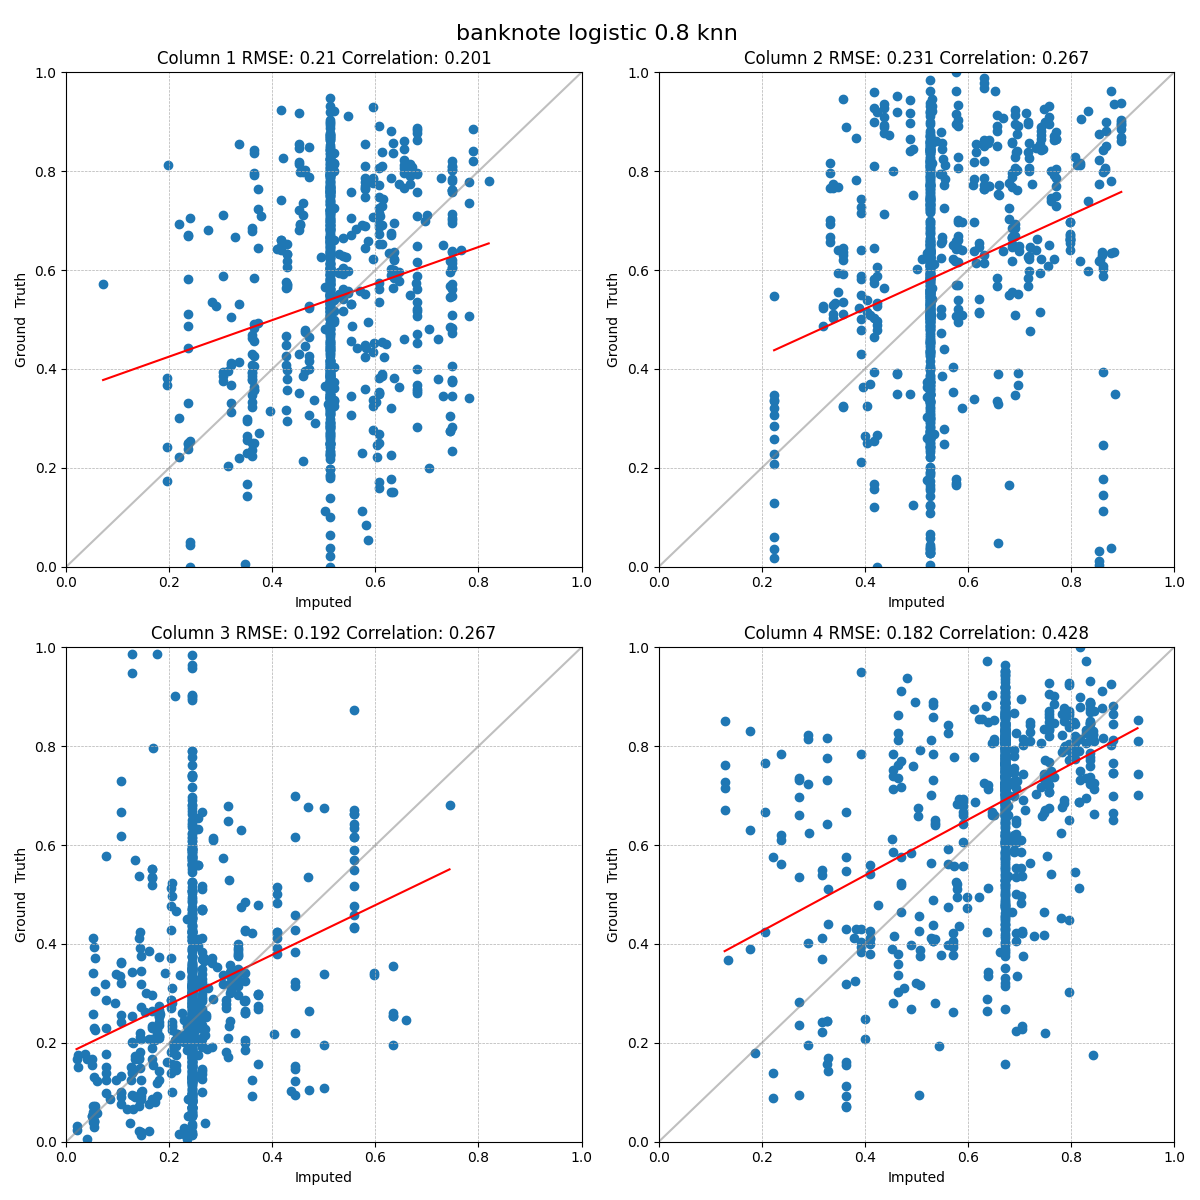 banknote logistic 0.8 knn
Column 1 RMSE: 0.21 Correlation: 0.201
1.0
0.8
0.6
0.4
0.2
0.0
Ground Truth
0.0 0.2 0.4 0.6 0.8 1.0
Imputed
Column 2 RMSE: 0.231 Correlation: 0.267
1.0
0.8
0.6
0.4
0.2
0.0
Ground Truth
0.0 0.2 0.4 0.6 0.8 1.0
Imputed
Column 3 RMSE: 0.192 Correlation: 0.267
1.0
0.8
0.6
0.4
0.2
0.0
Ground Truth
0.0 0.2 0.4 0.6 0.8 1.0
Imputed
Column 4 RMSE: 0.182 Correlation: 0.428
1.0
0.8
0.6
0.4
0.2
0.0
Ground Truth
0.0 0.2 0.4 0.6 0.8 1.0
Imputed